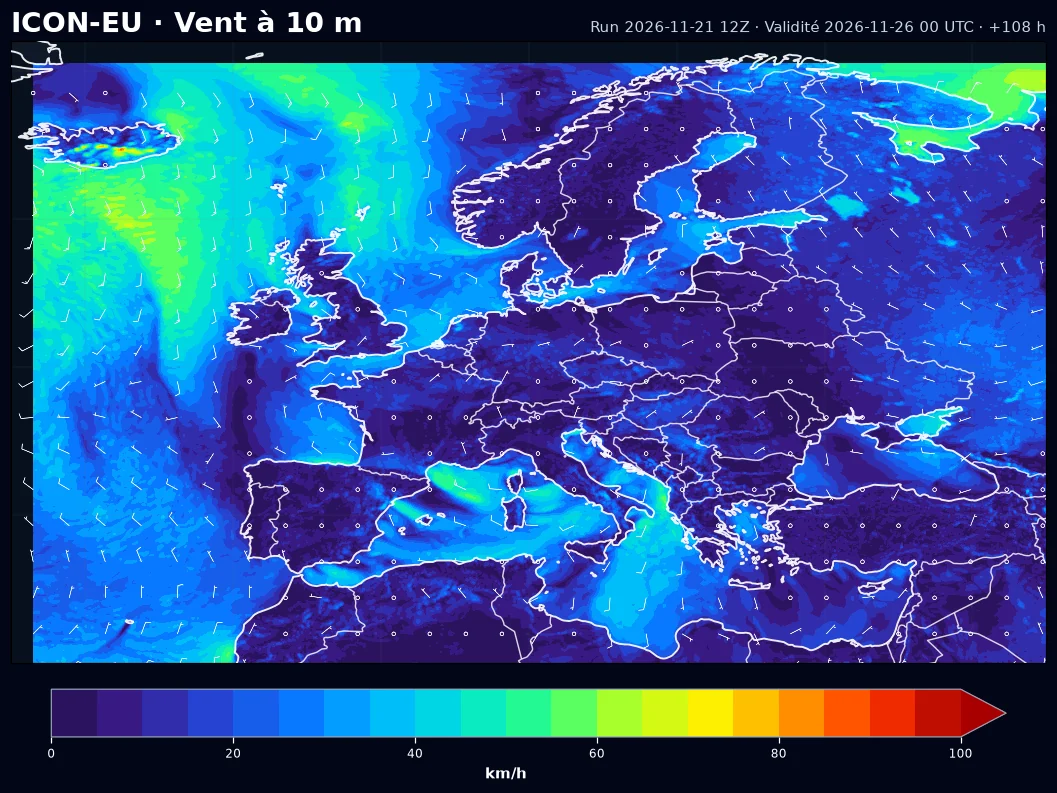 ICON-EU · Vent à 10 m
Run 2026-11-21 12Z · Validité 2026-11-26 00 UTC · +108 h
0 20 40 60 80 100
km/h